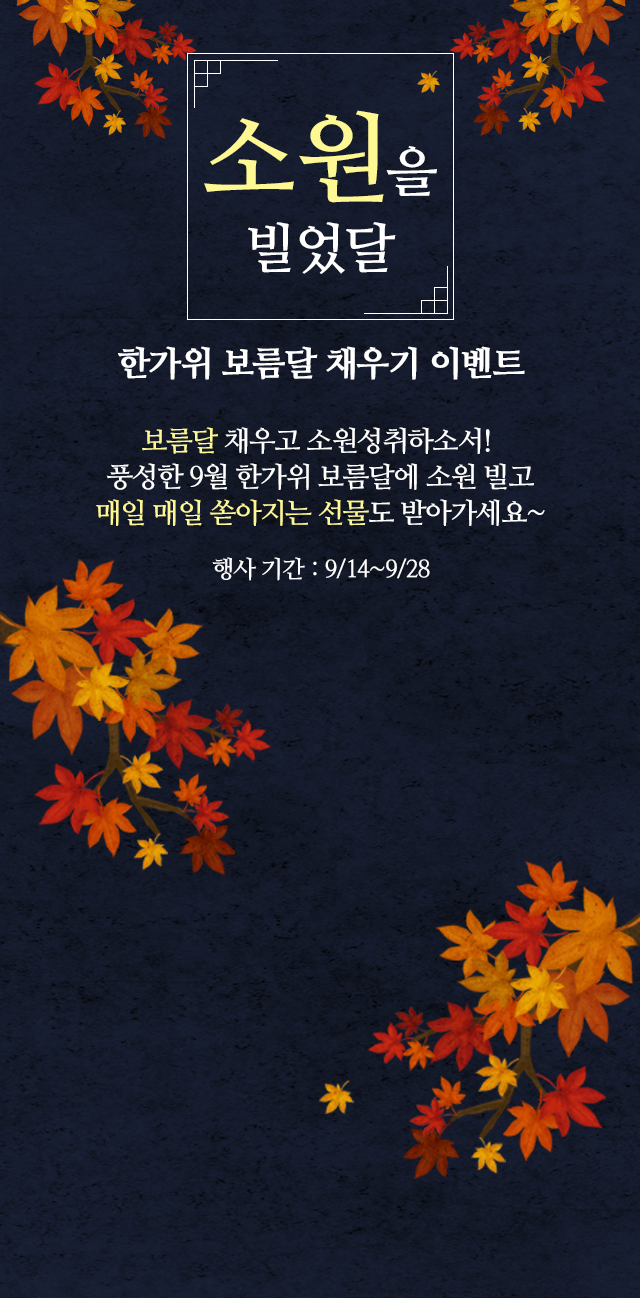 소원을
빌었달
한가위 보름달 채우기 이벤트
보름달 채우고 소원성취하소서!
풍성한 9월 한가위 보름달에 소원 빌고
매일 매일 쏟아지는 선물도 받아가세요~
행사 기간 : 9/14~9/28